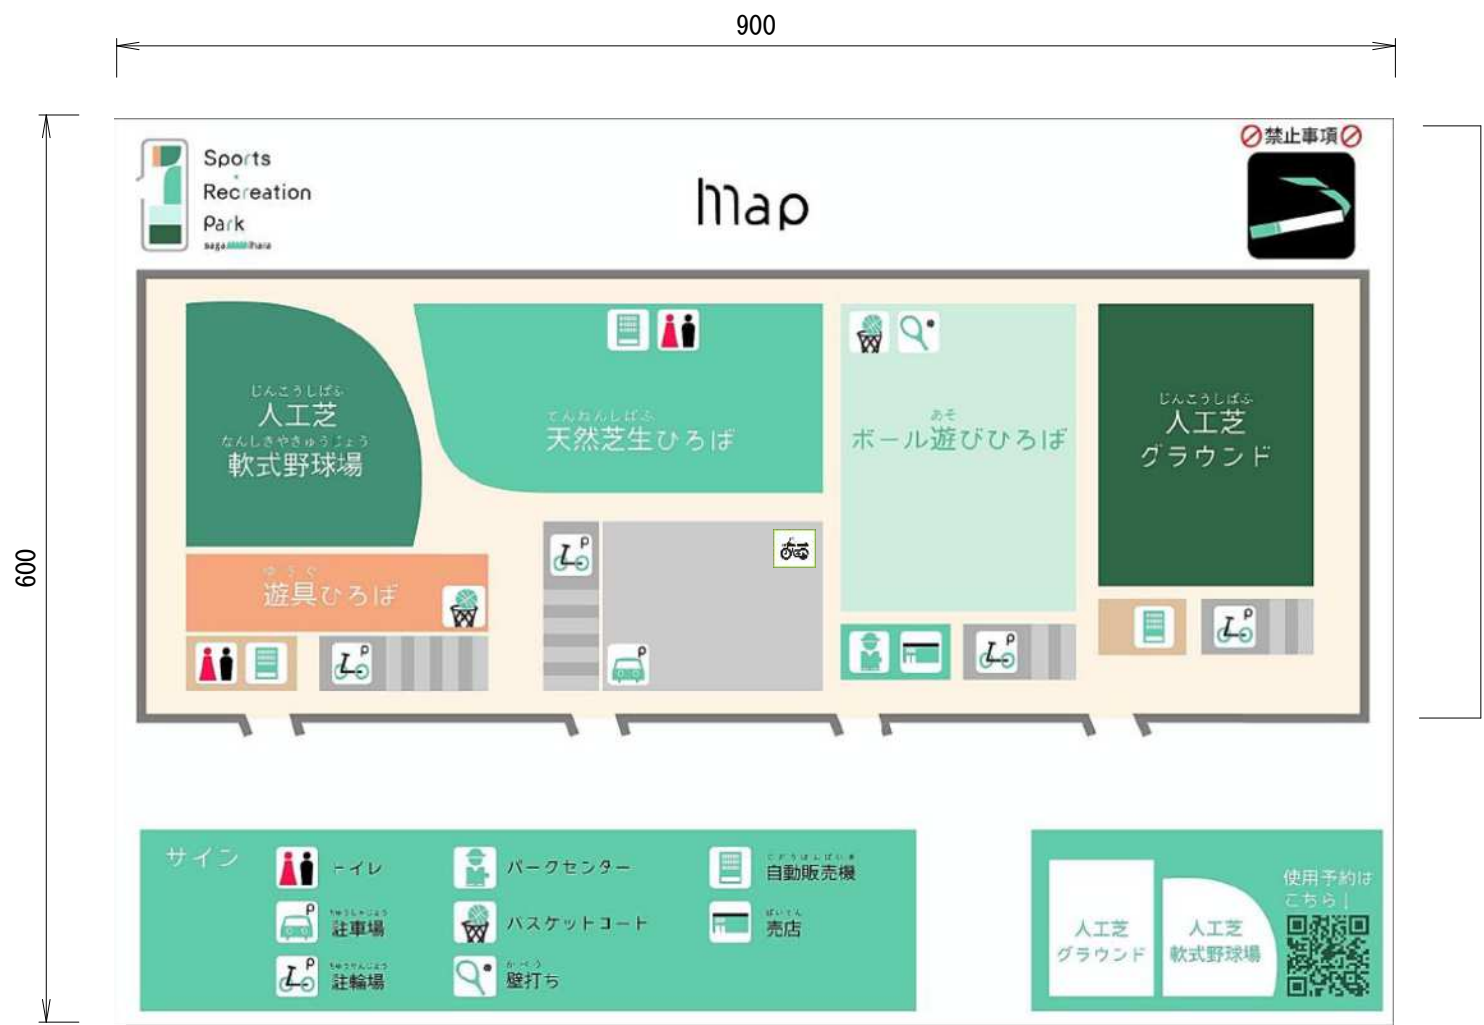 900
600
Sports
Recreation
Park
sagamihara
Map
禁止事項
じんこうしばふ
人工芝
なんしきやきゅうじょう
軟式野球場
てんねんしばふ
天然芝生ひろば
あそ
ボール遊びひろば
じんこうしばふ
人工芝
グラウンド
ゆうぐ
遊具ひろば
P
P
P
P
P
サイン
トイレ
P
ちゅうしゃじょう
駐車場
P
ちゅうりんじょう
駐輪場
パークセンター
バスケットコート
かべう
壁打ち
じどうはんばいき
自動販売機
ばいてん
売店
人工芝
グラウンド
人工芝
軟式野球場
使用予約は
こちら↓